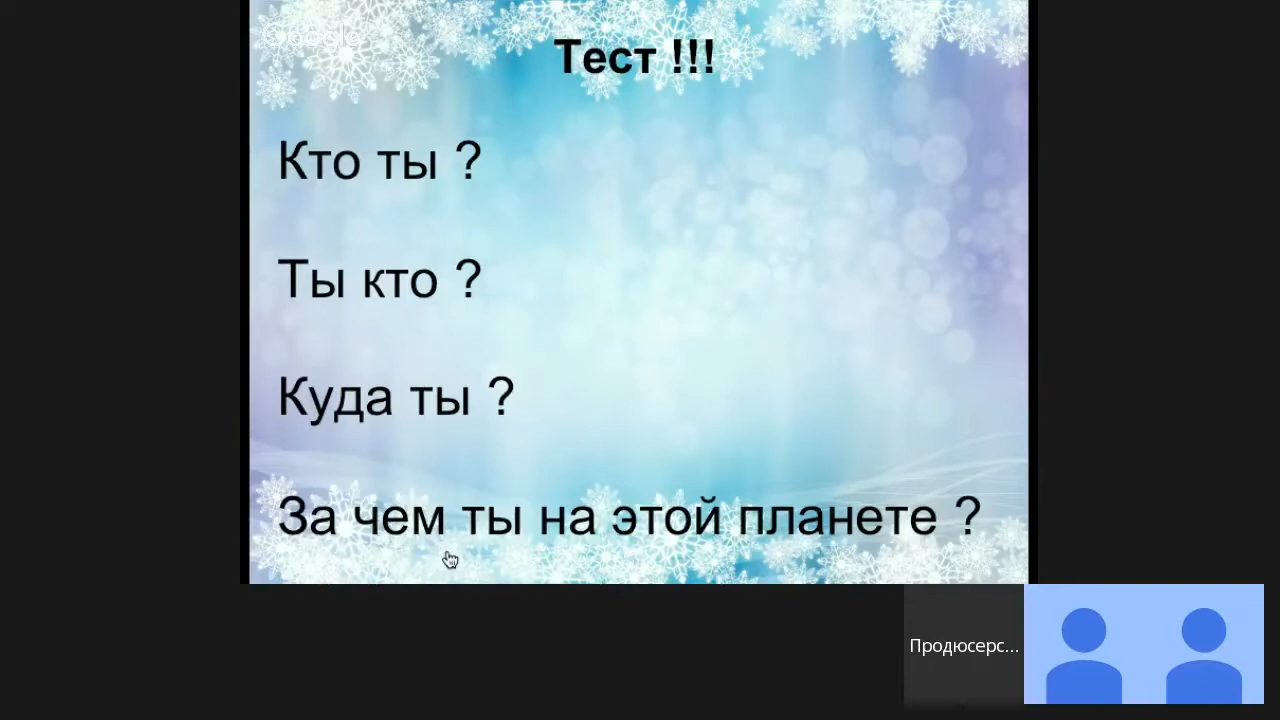 Тест !!!
Кто ты ?
Ты кто ?
Куда ты ?
За чем ты на этой планете ?
Продюсерс...